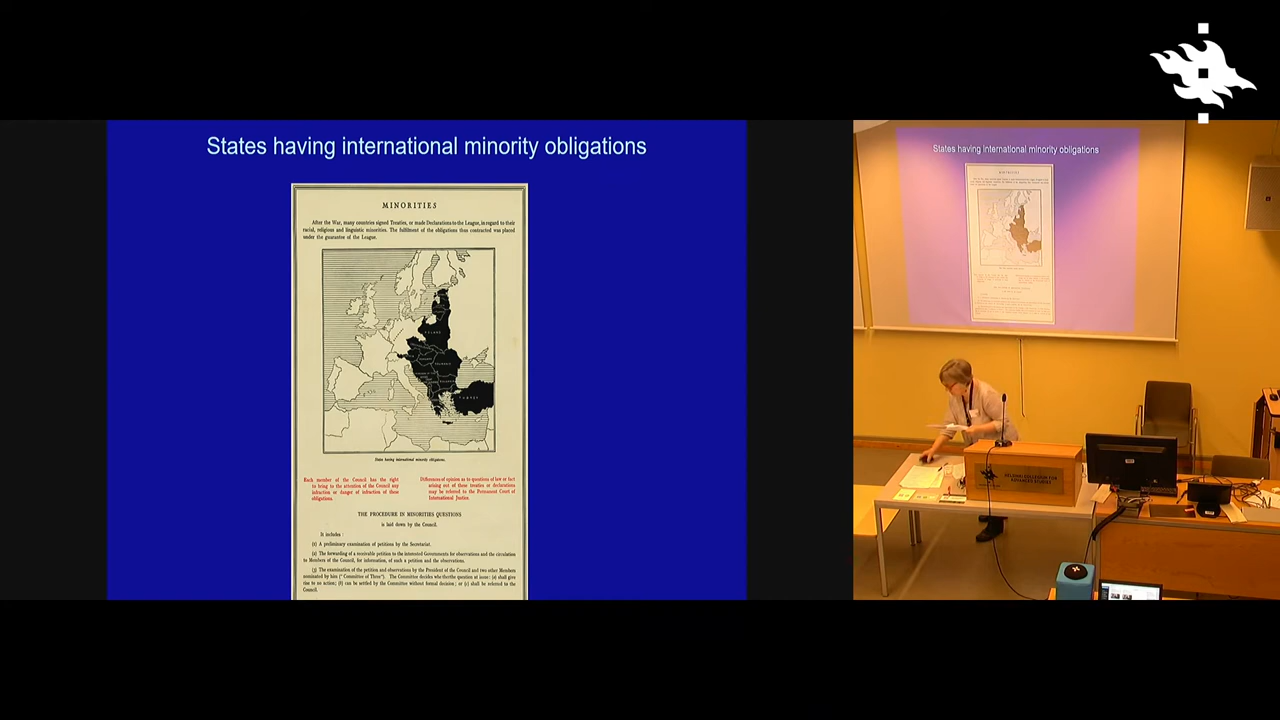 States having international minority obligations
MINORITIES
After the War, many countries signed Treaties, or made Declarations to the League, in regard to their
racial, religious and linguistic minorities. The fulfilment of the obligations thus contracted was placed
under the guarantee of the League.
POLAND
TURKEY
States having international minority obligations.
Each member of the Council has the right
to bring to the attention of the Council any
infraction or danger of infraction of these
obligations.
Differences of opinion as to questions of law or fact
arising out of these treaties or declarations
may be referred to the Permanent Court of
International Justice.
THE PROCEDURE IN MINORITIES QUESTIONS
is laid down by the Council.
It includes :
(1) A preliminary examination of petitions by the Secretariat.
(2) The forwarding of a receivable petition to the interested Governments for observations and the circulation
to Members of the Council, for information, of such a petition and the observations.
(3) The examination of the petition and observations by the President of the Council and two other Members
nominated by him (" Committee of Three "). The Committee decides whether the question at issue: (a) shall give
rise to no action; (b) can be settled by the Committee without formal decision; or (c) shall be referred to the
Council.
States having international minority obligations
MINORITIES
HELSINKI COLLEGIUM FOR
ADVANCED STUDIES